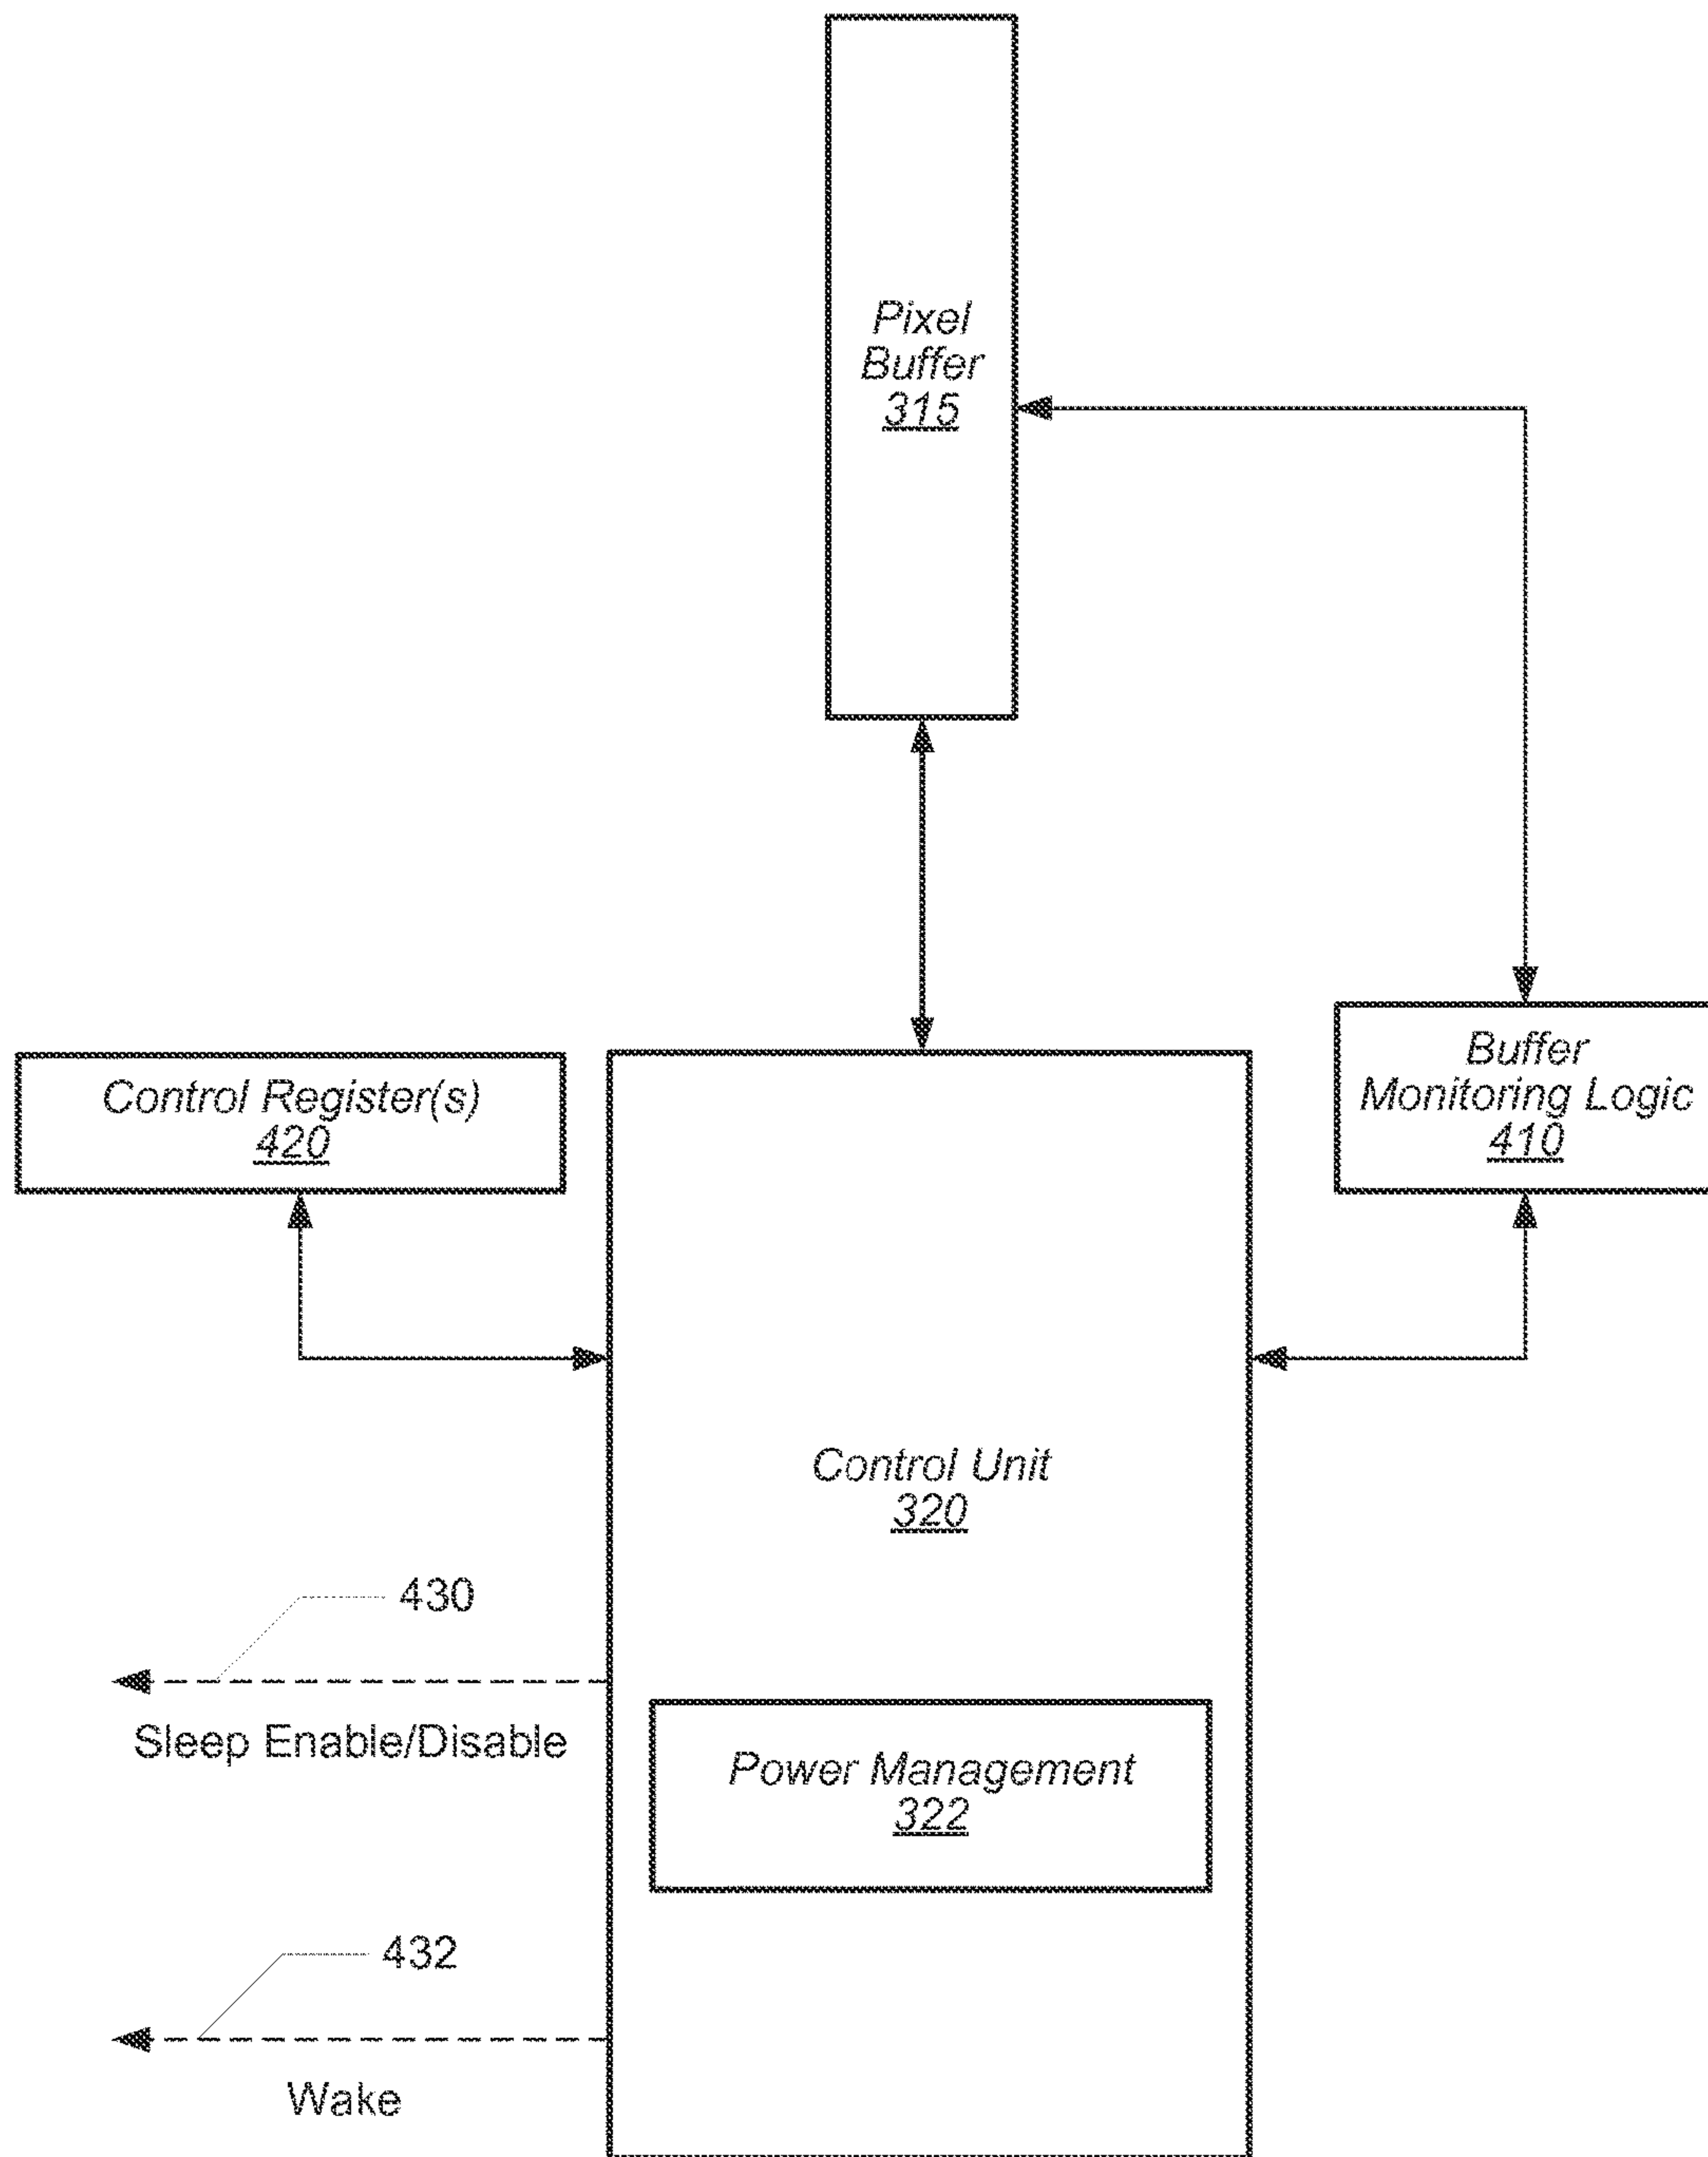 Pixel
Buffer
315
Buffer
Monitoring Logic
410
Control Register(s)
420
Control Unit
320
430
Sleep Enable/Disable
Power Management
322
432
Wake